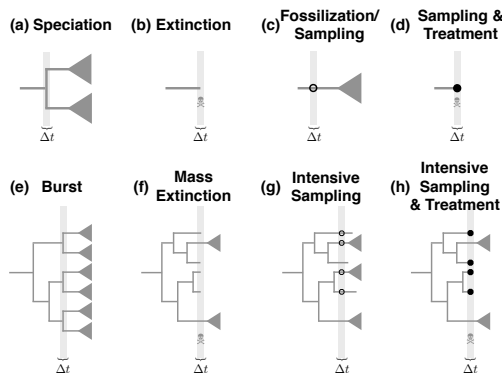 (a) Speciation
(b) Extinction
(c) Fossilization/
Sampling
(d) Sampling &
Treatment
Δt
Δt
Δt
Δt
(e) Burst
(f) Mass
Extinction
(g) Intensive
Sampling
(h) Intensive
Sampling
& Treatment
Δt
Δt
Δt
Δt